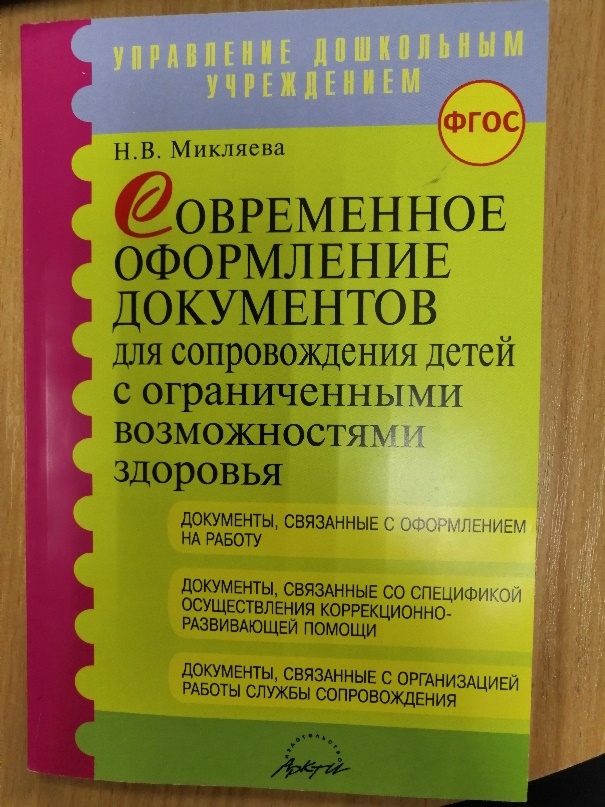 УПРАВЛЕНИЕ ДОШКОЛЬНЫМ
УЧРЕЖДЕНИЕМ
ФГОС
Н.В. Микляева
СОВРЕМЕННОЕ
ОФОРМЛЕНИЕ
ДОКУМЕНТОВ
для сопровождения детей
с ограниченными
возможностями
здоровья
ДОКУМЕНТЫ, СВЯЗАННЫЕ С ОФОРМЛЕНИЕМ
НА РАБОТУ
ДОКУМЕНТЫ, СВЯЗАННЫЕ СО СПЕЦИФИКОЙ
ОСУЩЕСТВЛЕНИЯ КОРРЕКЦИОННО-
РАЗВИВАЮЩЕЙ ПОМОЩИ
ДОКУМЕНТЫ, СВЯЗАННЫЕ С ОРГАНИЗАЦИЕЙ
РАБОТЫ СЛУЖБЫ СОПРОВОЖДЕНИЯ
ИЗДАТЕЛЬСТВО
АРКТИ